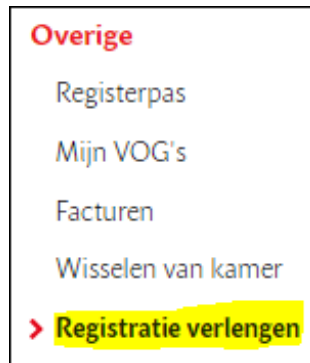 Overige
Registerpas
Mijn VOG's
Facturen
Wisselen van kamer
Registratie verlengen